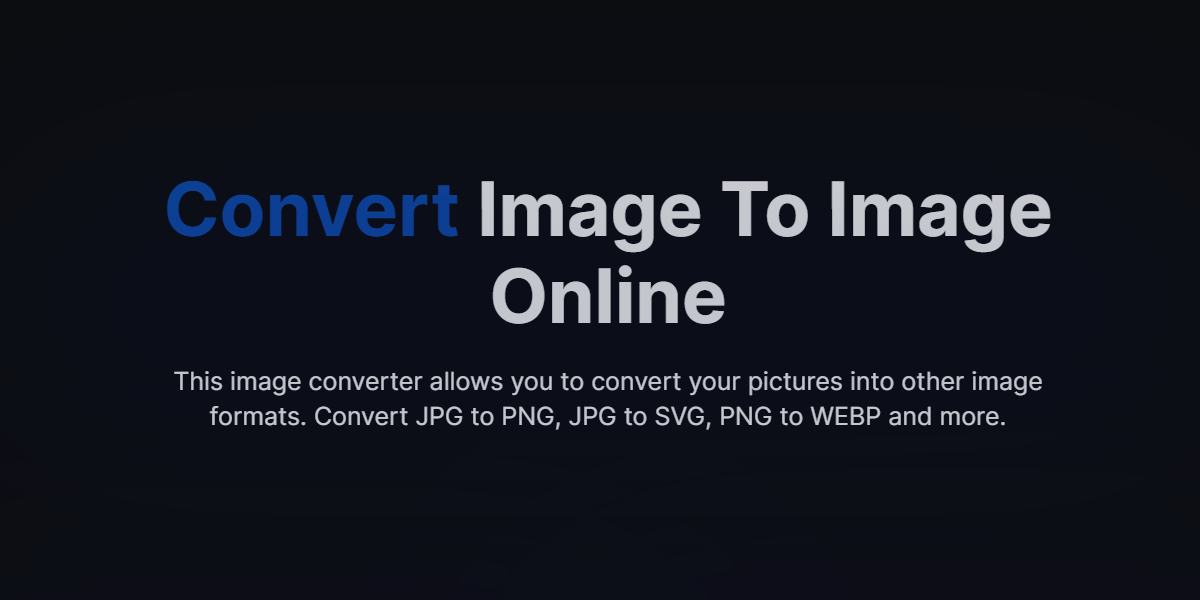 Convert Image To Image
Online
This image converter allows you to convert your pictures into other image
formats. Convert JPG to PNG, JPG to SVG, PNG to WEBP and more.